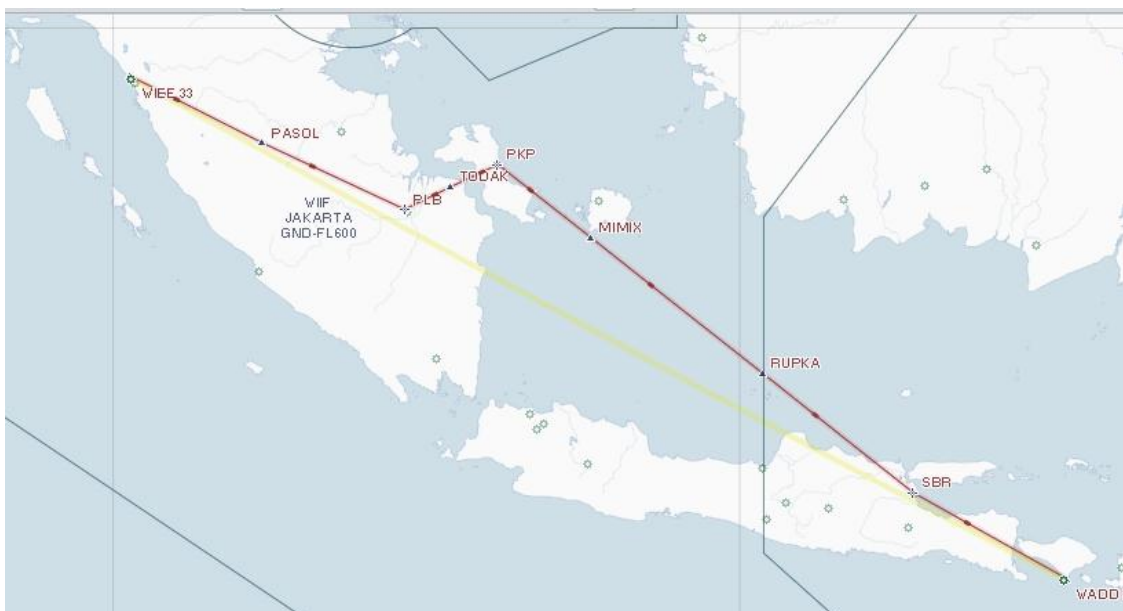 WIEE 33
PASOL
PKP
TODAK
PLB
WIIF
JAKARTA
GND-FL600
MIMIX
RUPKA
SBR
WADD